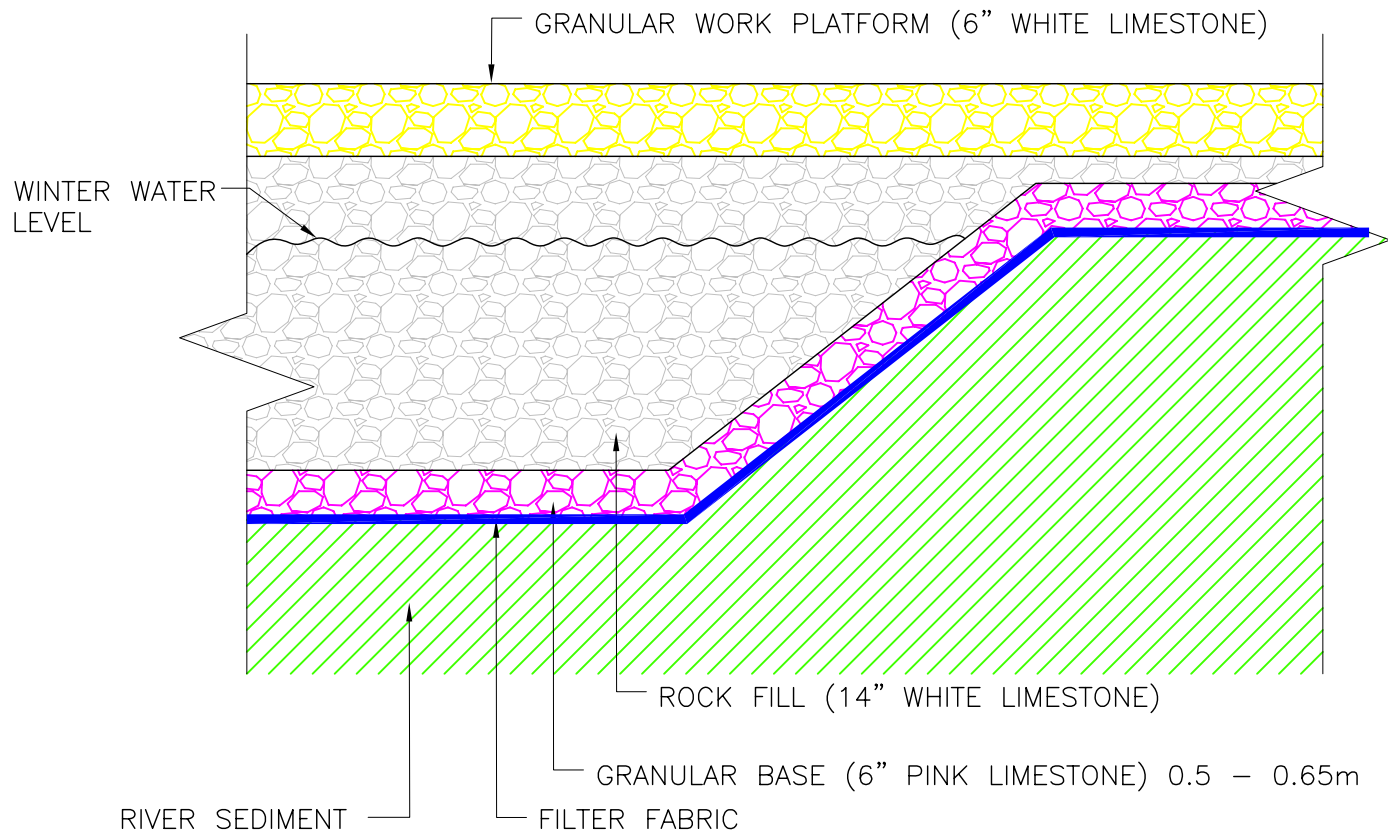 GRANULAR WORK PLATFORM (6” WHITE LIMESTONE)
WINTER WATER
LEVEL
ROCK FILL (14” WHITE LIMESTONE)
GRANULAR BASE (6” PINK LIMESTONE) 0.5 – 0.65m
RIVER SEDIMENT
FILTER FABRIC